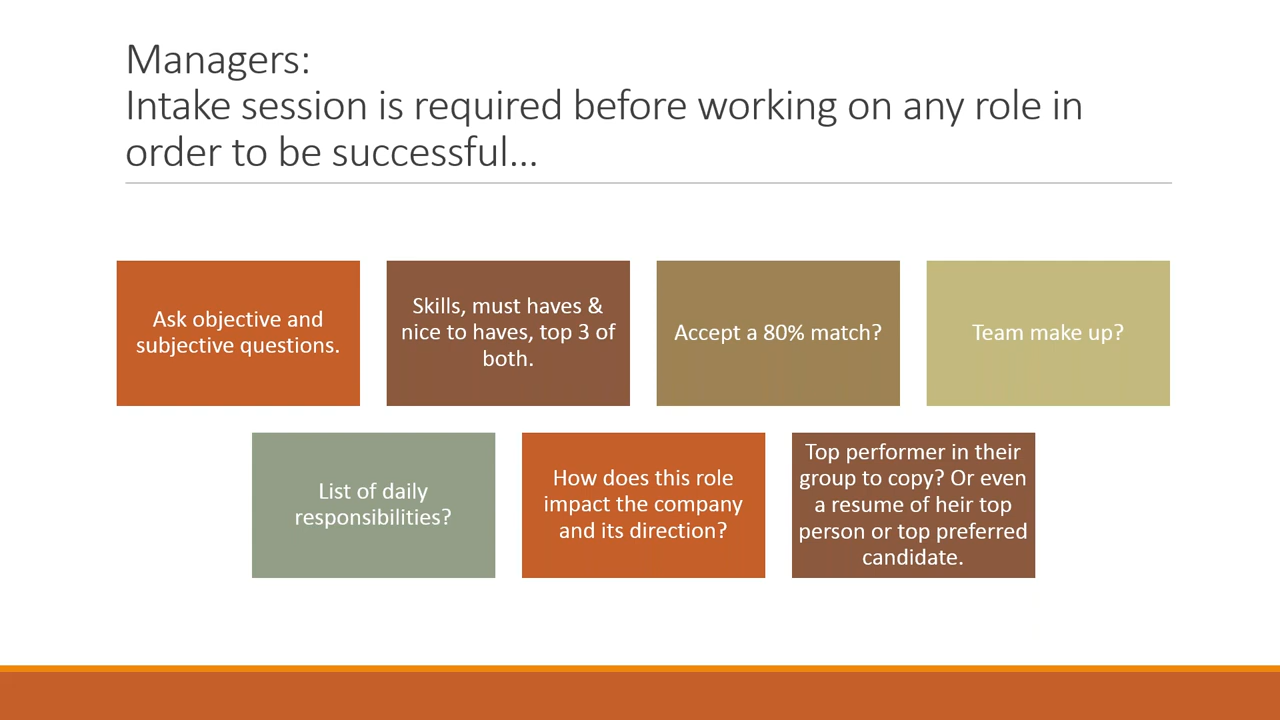 Managers:
Intake session is required before working on any role in
order to be successful...
Ask objective and
subjective questions.
Skills, must haves &
nice to haves, top 3 of
both.
Accept a 80% match?
Team make up?
List of daily
responsibilities?
How does this role
impact the company
and its direction?
Top performer in their
group to copy? Or even
a resume of heir top
person or top preferred
candidate.